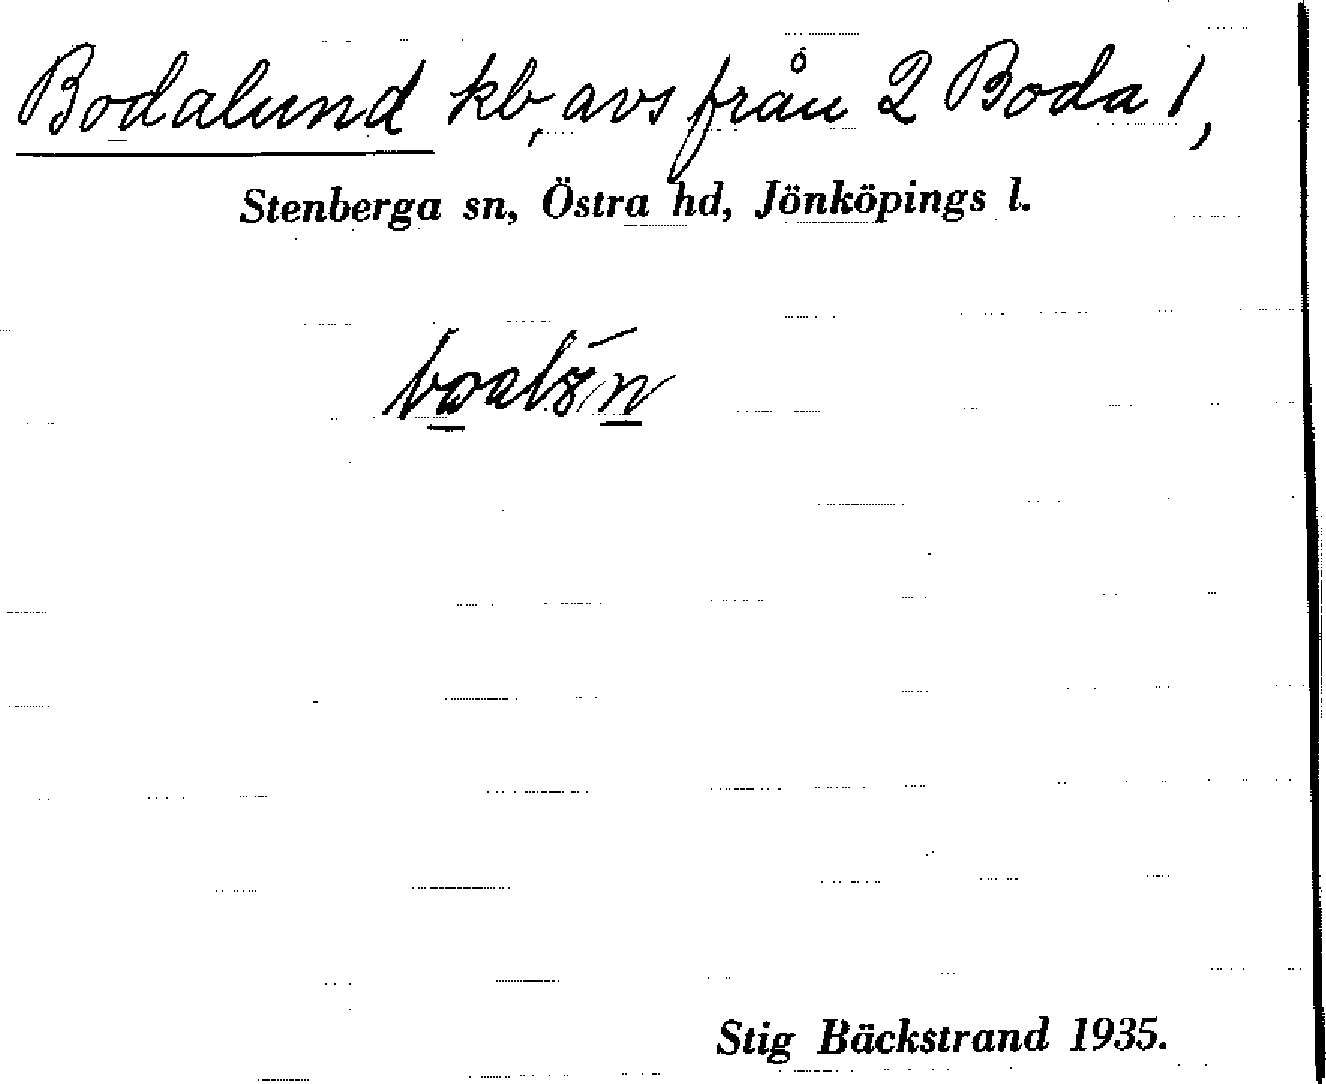 Bodalund kb, avs från 2 Boda 1,
Stenberga sn, Östra hd, Jönköpings l.
Stig Bäckstrand 1935.